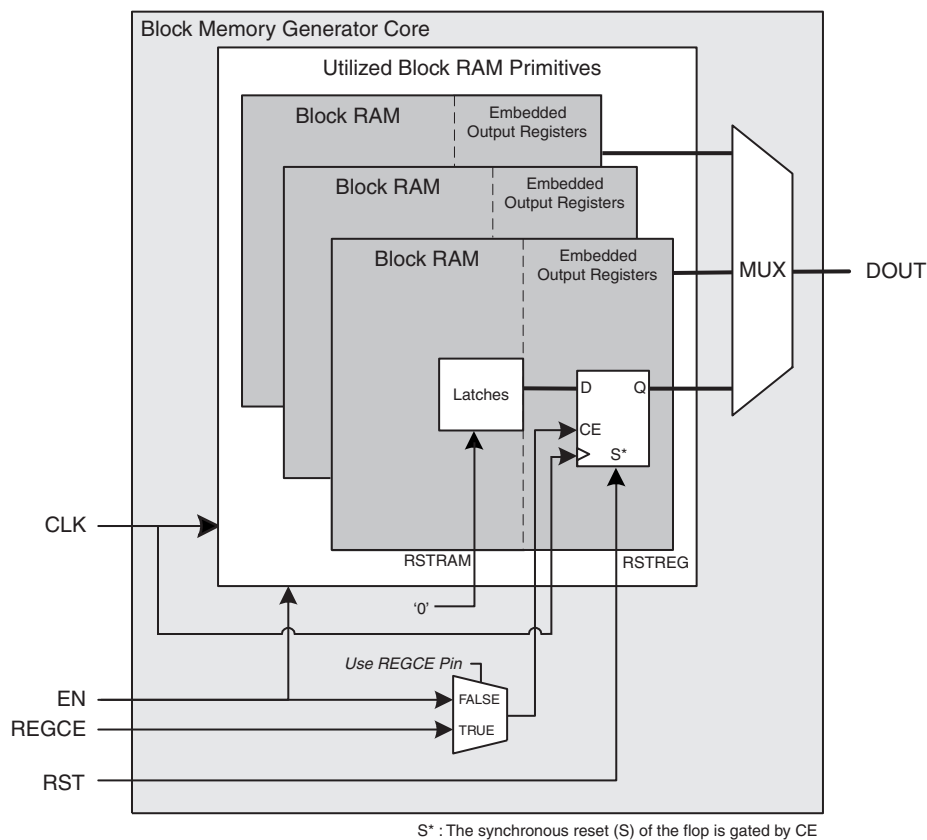 Block Memory Generator Core
Utilized Block RAM Primitives
Block RAM
Embedded
Output Registers
Block RAM
Embedded
Output Registers
Block RAM
Embedded
Output Registers
MUX
DOUT
Latches
D
Q
CE
S*
CLK
RSTRAM
RSTREG
‘0’
Use REGCE Pin
EN
FALSE
REGCE
TRUE
RST
S* : The synchronous reset (S) of the flop is gated by CE